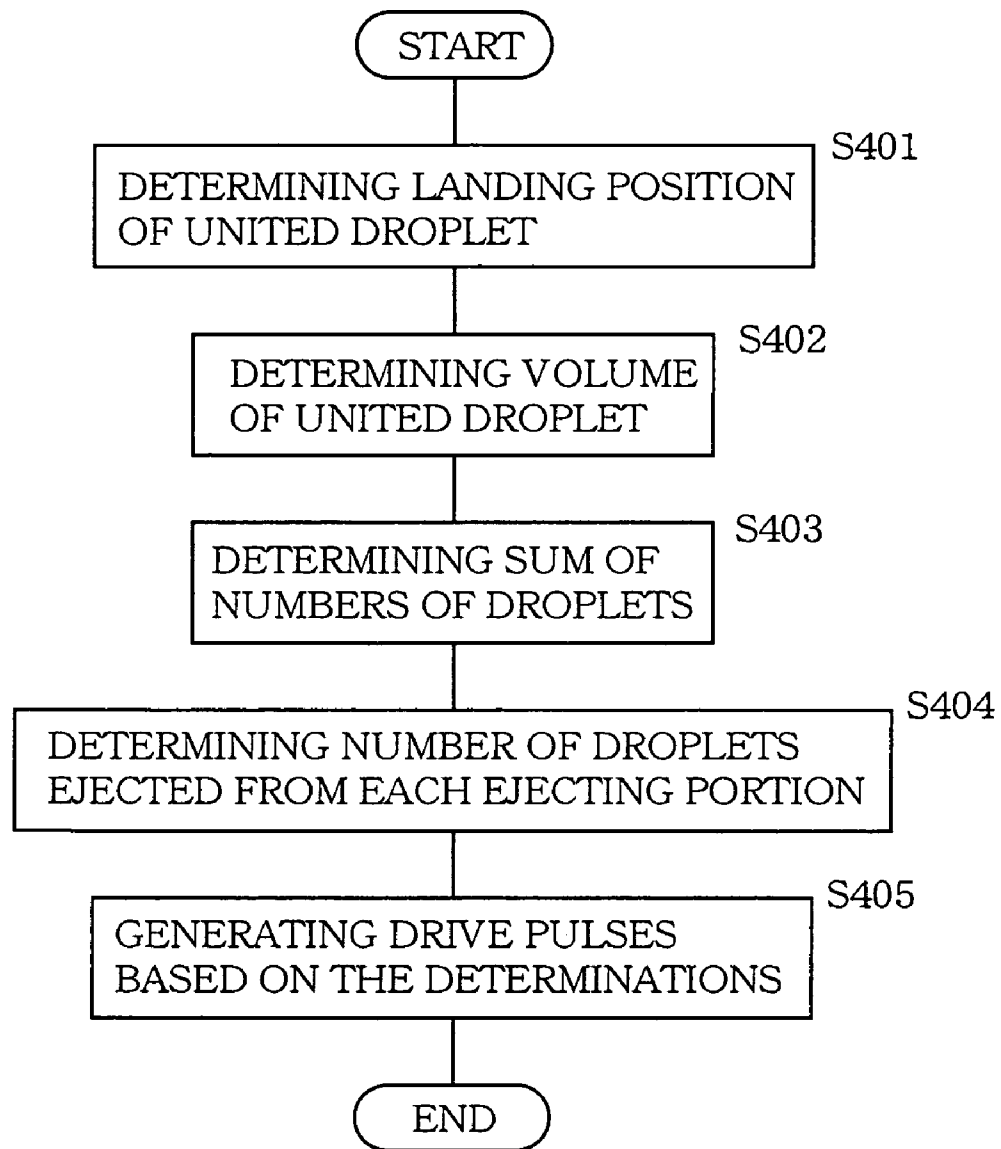 START
S401
DETERMINING LANDING POSITION
OF UNITED DROPLET
S402
DETERMINING VOLUME
OF UNITED DROPLET
S403
DETERMINING SUM OF
NUMBERS OF DROPLETS
S404
DETERMINING NUMBER OF DROPLETS
EJECTED FROM EACH EJECTING PORTION
S405
GENERATING DRIVE PULSES
BASED ON THE DETERMINATIONS
END